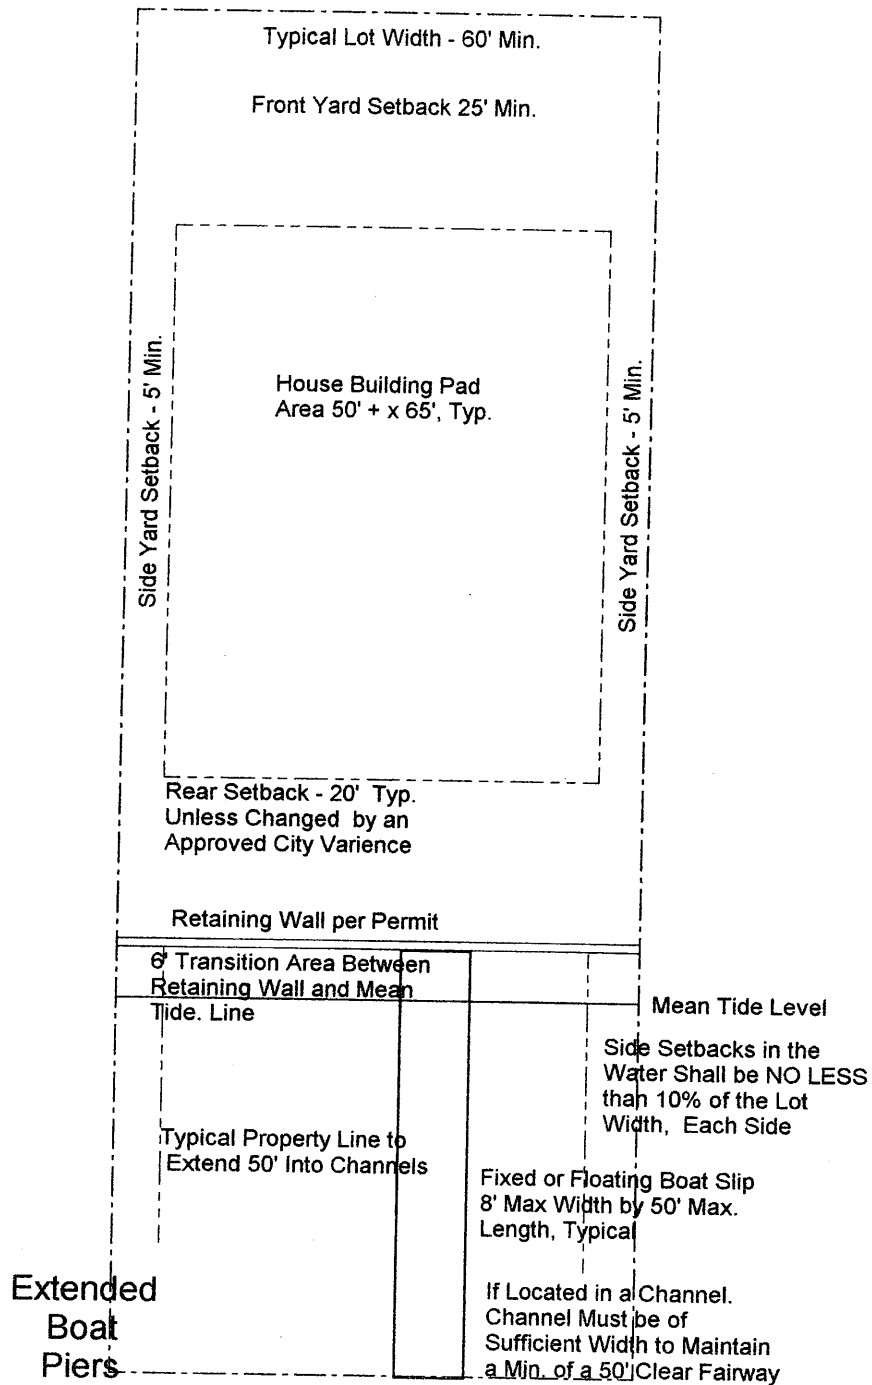 Typical Lot Width - 60' Min.
Front Yard Setback 25' Min.
Side Yard Setback - 5' Min.
House Building Pad
Area 50' + x 65', Typ.
Side Yard Setback - 5' Min.
Rear Setback - 20' Typ.
Unless Changed by an
Approved City Varience
Retaining Wall per Permit
6' Transition Area Between
Retaining Wall and Mean
Tide. Line
Mean Tide Level
Side Setbacks in the
Water Shall be NO LESS
than 10% of the Lot
Width, Each Side
Typical Property Line to
Extend 50' Into Channels
Fixed or Floating Boat Slip
8' Max Width by 50' Max.
Length, Typical
If Located in a Channel.
Channel Must be of
Sufficient Width to Maintain
a Min. of a 50' Clear Fairway
Extended
Boat
Piers